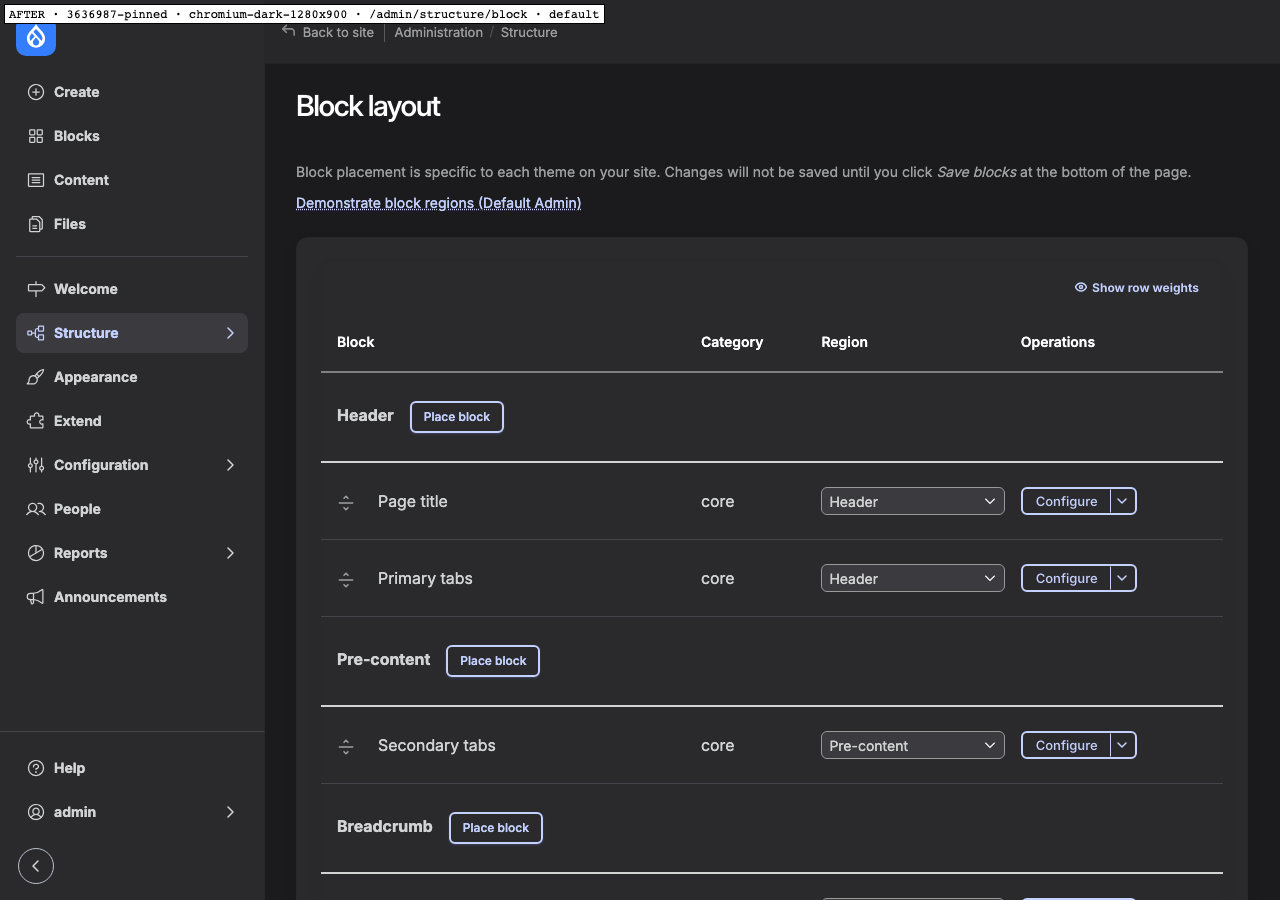 AFTER · 3636987-pinned · chromium-dark-1280x900 · /admin/structure/block · default
Back to site
Administration / Structure
Create
Blocks
Content
Files
Welcome
Structure
Appearance
Extend
Configuration
People
Reports
Announcements
Help
admin
Block layout
Block placement is specific to each theme on your site. Changes will not be saved until you click Save blocks at the bottom of the page.
Demonstrate block regions (Default Admin)
Show row weights
Block Category Region Operations
Header Place block
Page title core Header Configure
Primary tabs core Header Configure
Pre-content Place block
Secondary tabs core Pre-content Configure
Breadcrumb Place block